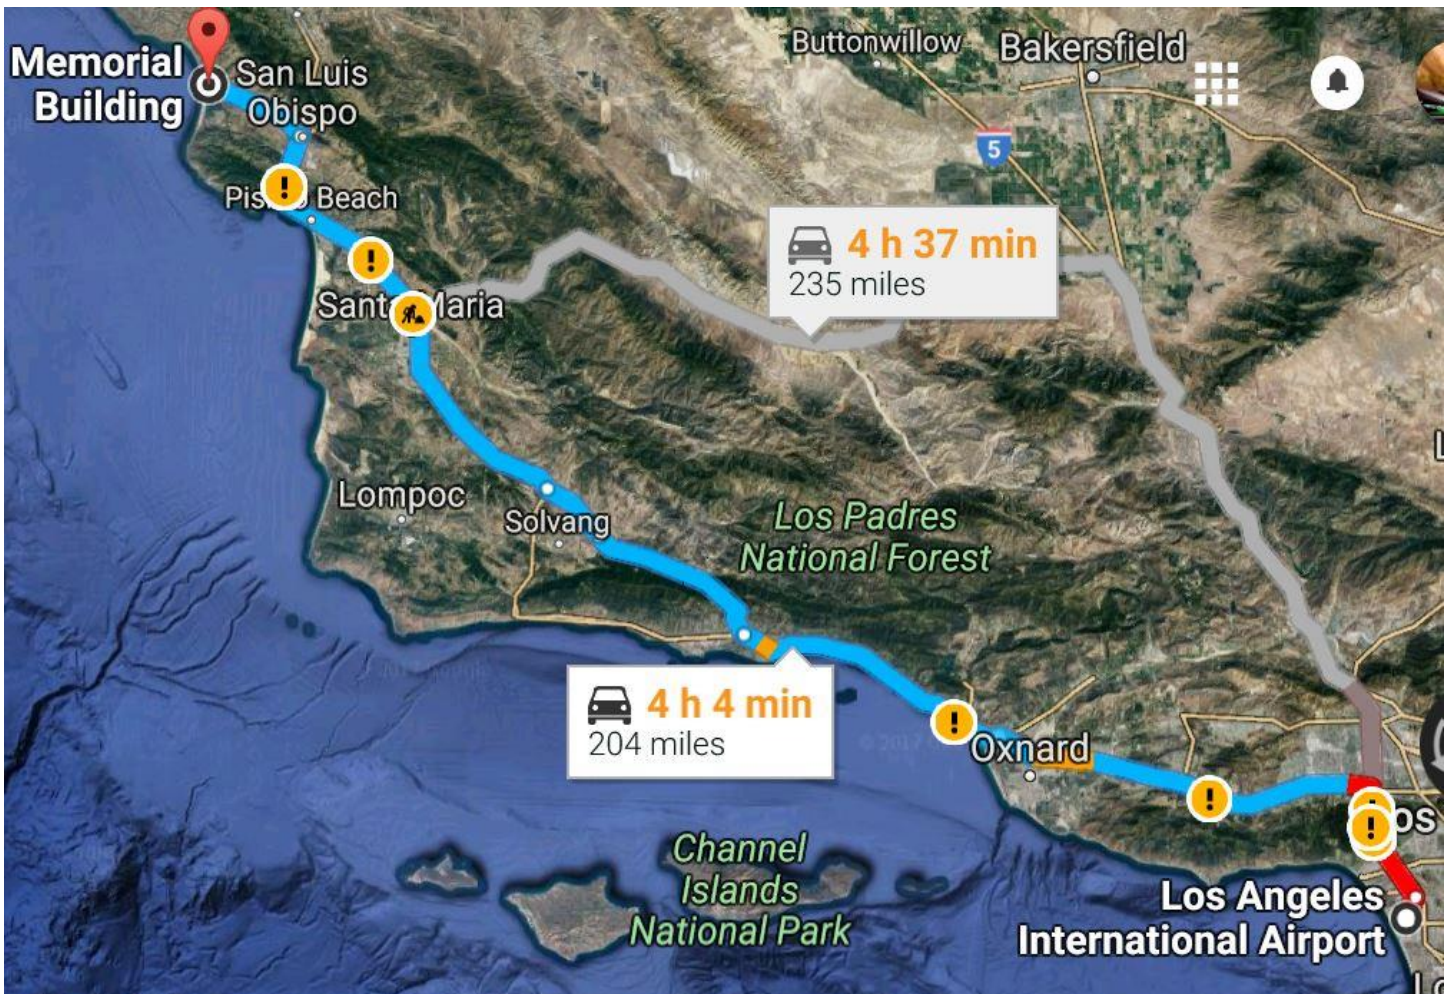 Memorial
Building
San Luis
Obispo
Buttonwillow
Bakersfield
5
Beach
4 h 37 min
235 miles
Lompoc
Solvang
Los Padres
National Forest
4 h 4 min
204 miles
Oxnard
Channel
Islands
National Park
Los Angeles
International Airport